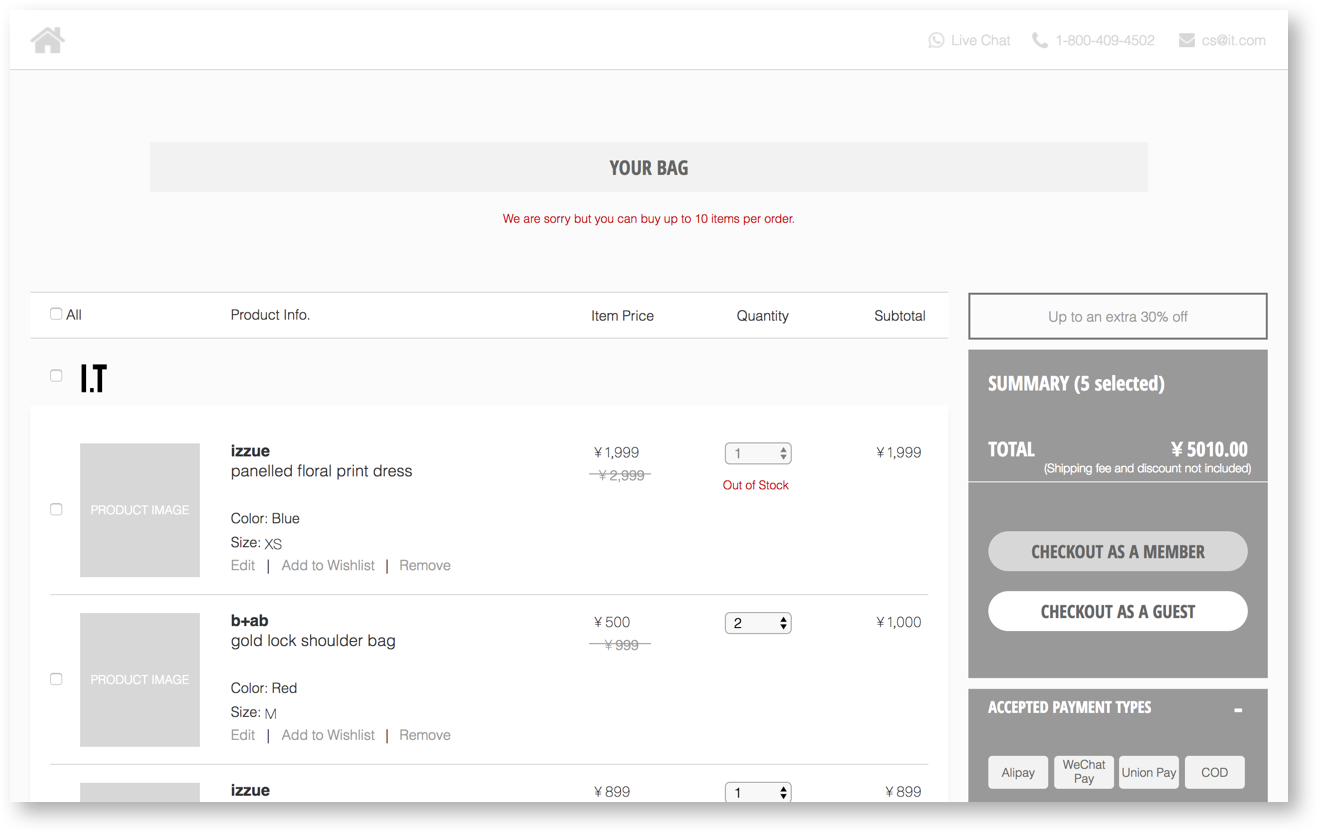 Live Chat
1-800-409-4502
cs@it.com
YOUR BAG
We are sorry but you can buy up to 10 items per order.
All
Product Info.
Item Price
Quantity
Subtotal
I.T
izzue
panelled floral print dress
¥1,999
¥2,999
1
Out of Stock
¥1,999
PRODUCT IMAGE
Color: Blue
Size: XS
Edit | Add to Wishlist | Remove
b+ab
gold lock shoulder bag
¥500
¥999
2
¥1,000
PRODUCT IMAGE
Color: Red
Size: M
Edit | Add to Wishlist | Remove
izzue
¥899
1
¥899
Up to an extra 30% off
SUMMARY (5 selected)
TOTAL ¥ 5010.00
(Shipping fee and discount not included)
CHECKOUT AS A MEMBER
CHECKOUT AS A GUEST
ACCEPTED PAYMENT TYPES -
Alipay
WeChat
Pay
Union Pay
COD